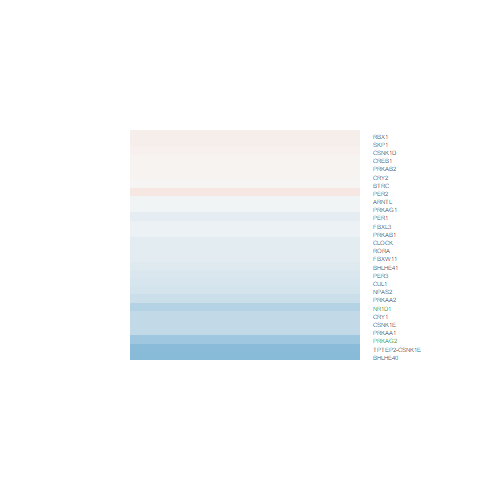 RBX1
SKP1
CSNK1D
CREB1
PRKAB2
CRY2
BTRC
PER2
ARNTL
PRKAG1
PER1
FBXL3
PRKAB1
CLOCK
RORA
FBXW11
BHLHE41
PER3
CUL1
NPAS2
PRKAA2
NR1D1
CRY1
CSNK1E
PRKAA1
PRKAG2
TPTEP2-CSNK1E
BHLHE40